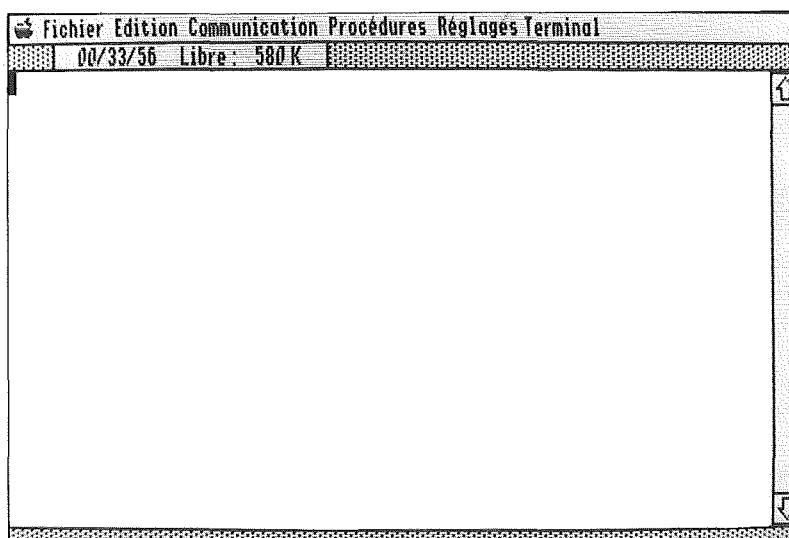 Fichier Edition Communication Procédures Réglages Terminal
00/33/56 Libre : 580 K